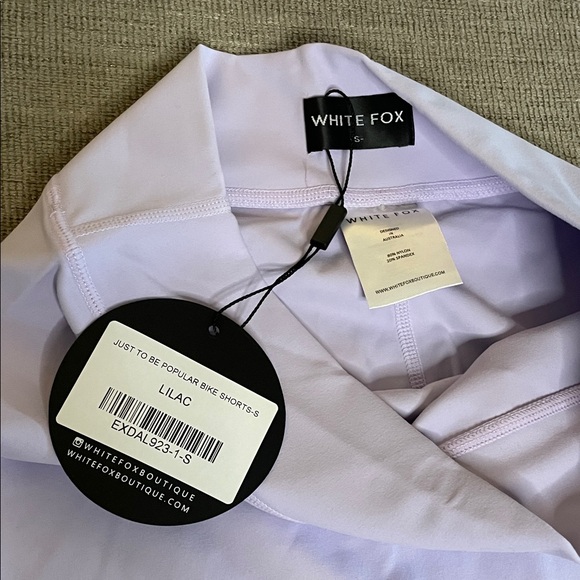 WHITE FOX
-S-
WHITE FOX
DESIGNED
IN
AUSTRALIA
80% NYLON
20% SPANDEX
WWW.WHITEFOXBOUTIQUE.COM
JUST TO BE POPULAR BIKE SHORTS-S
LILAC
EXDAL923-1-S
WHITEFOXBOUTIQUE
WHITEFOXBOUTIQUE.COM